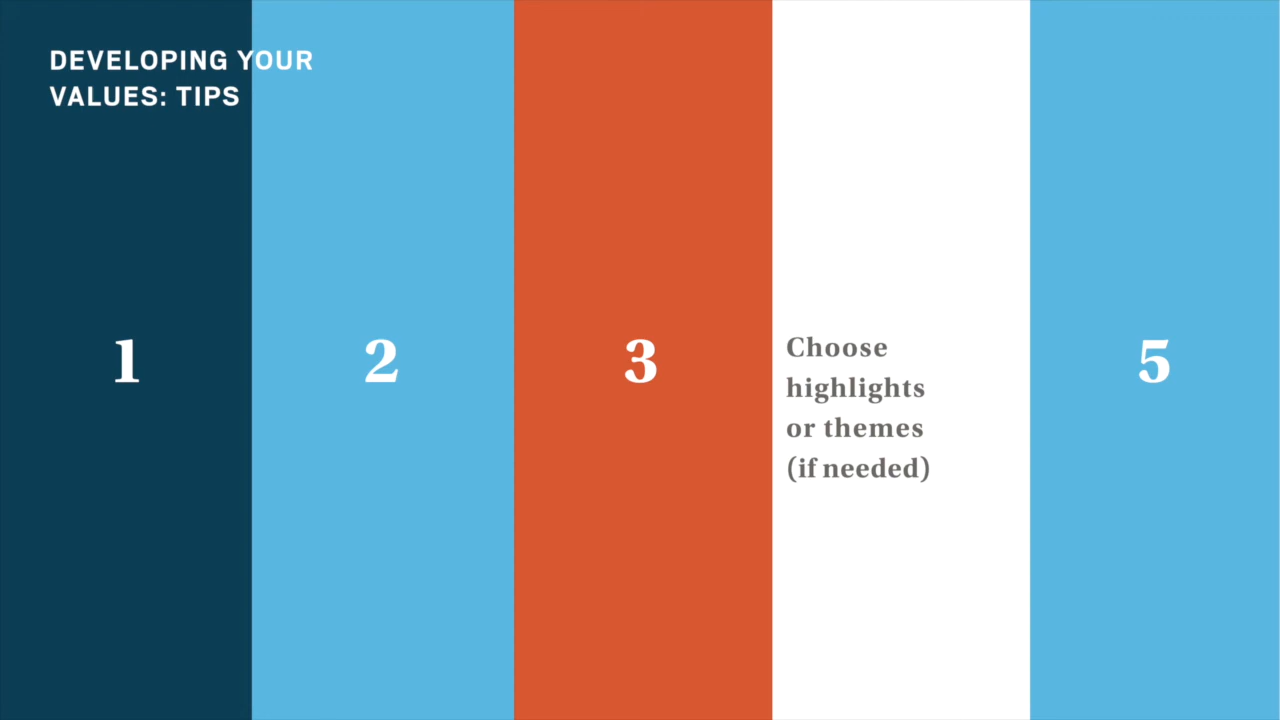 DEVELOPING YOUR
VALUES: TIPS
1
2
3
Choose
highlights
or themes
(if needed)
5